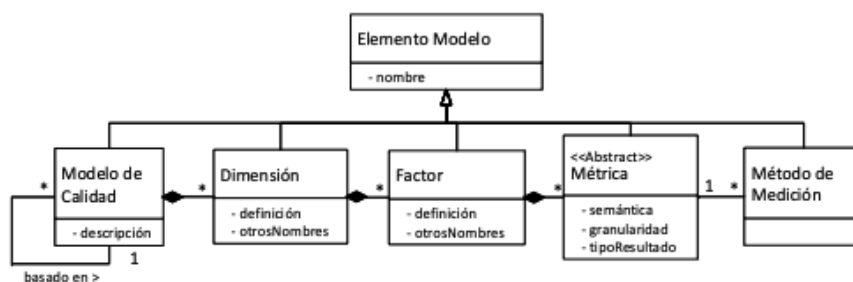 Elemento Modelo
- nombre
Modelo de
Calidad
- descripción
*
1
basado en >
*
Dimensión
- definición
- otrosNombres
*
Factor
- definición
- otrosNombres
*
<<Abstract>>
Métrica
- semántica
- granularidad
- tipoResultado
1
*
Método de
Medición